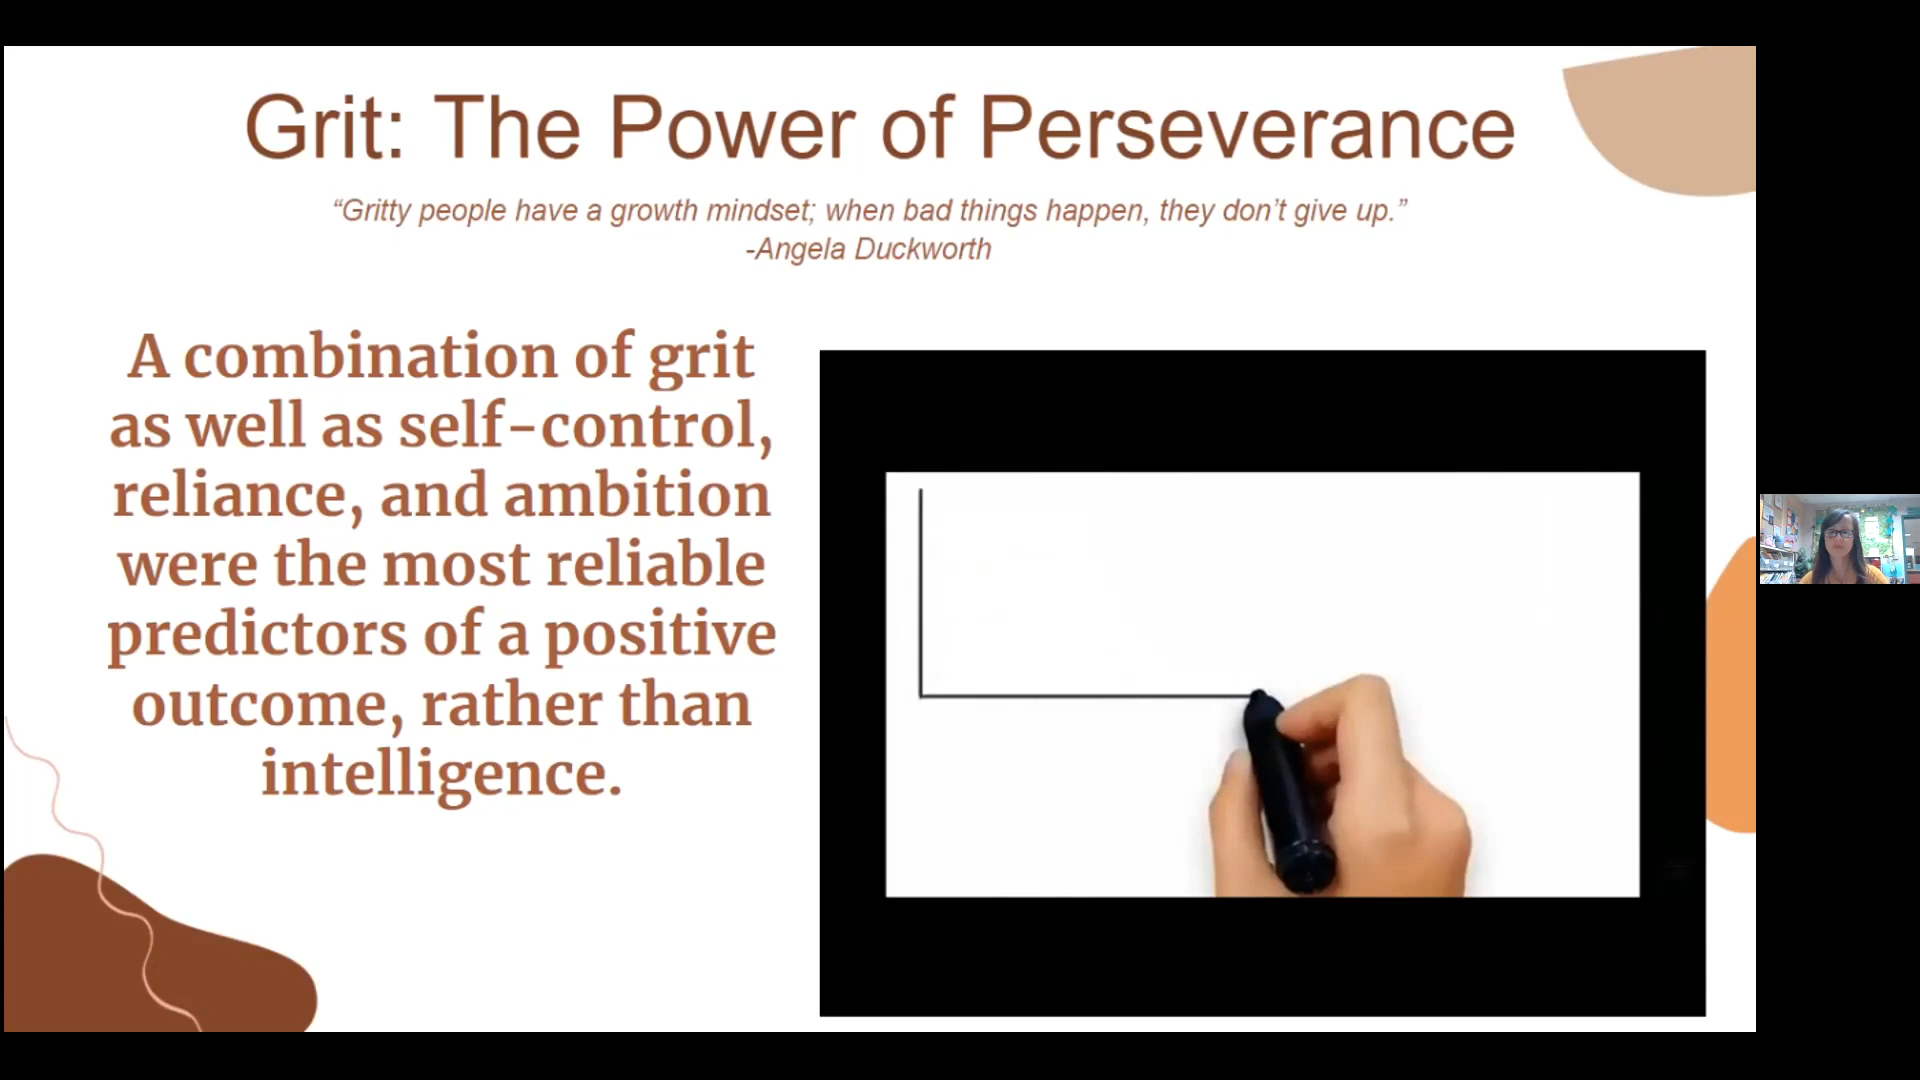 Grit: The Power of Perseverance
“Gritty people have a growth mindset; when bad things happen, they don’t give up.”
-Angela Duckworth
A combination of grit
as well as self-control,
reliance, and ambition
were the most reliable
predictors of a positive
outcome, rather than
intelligence.